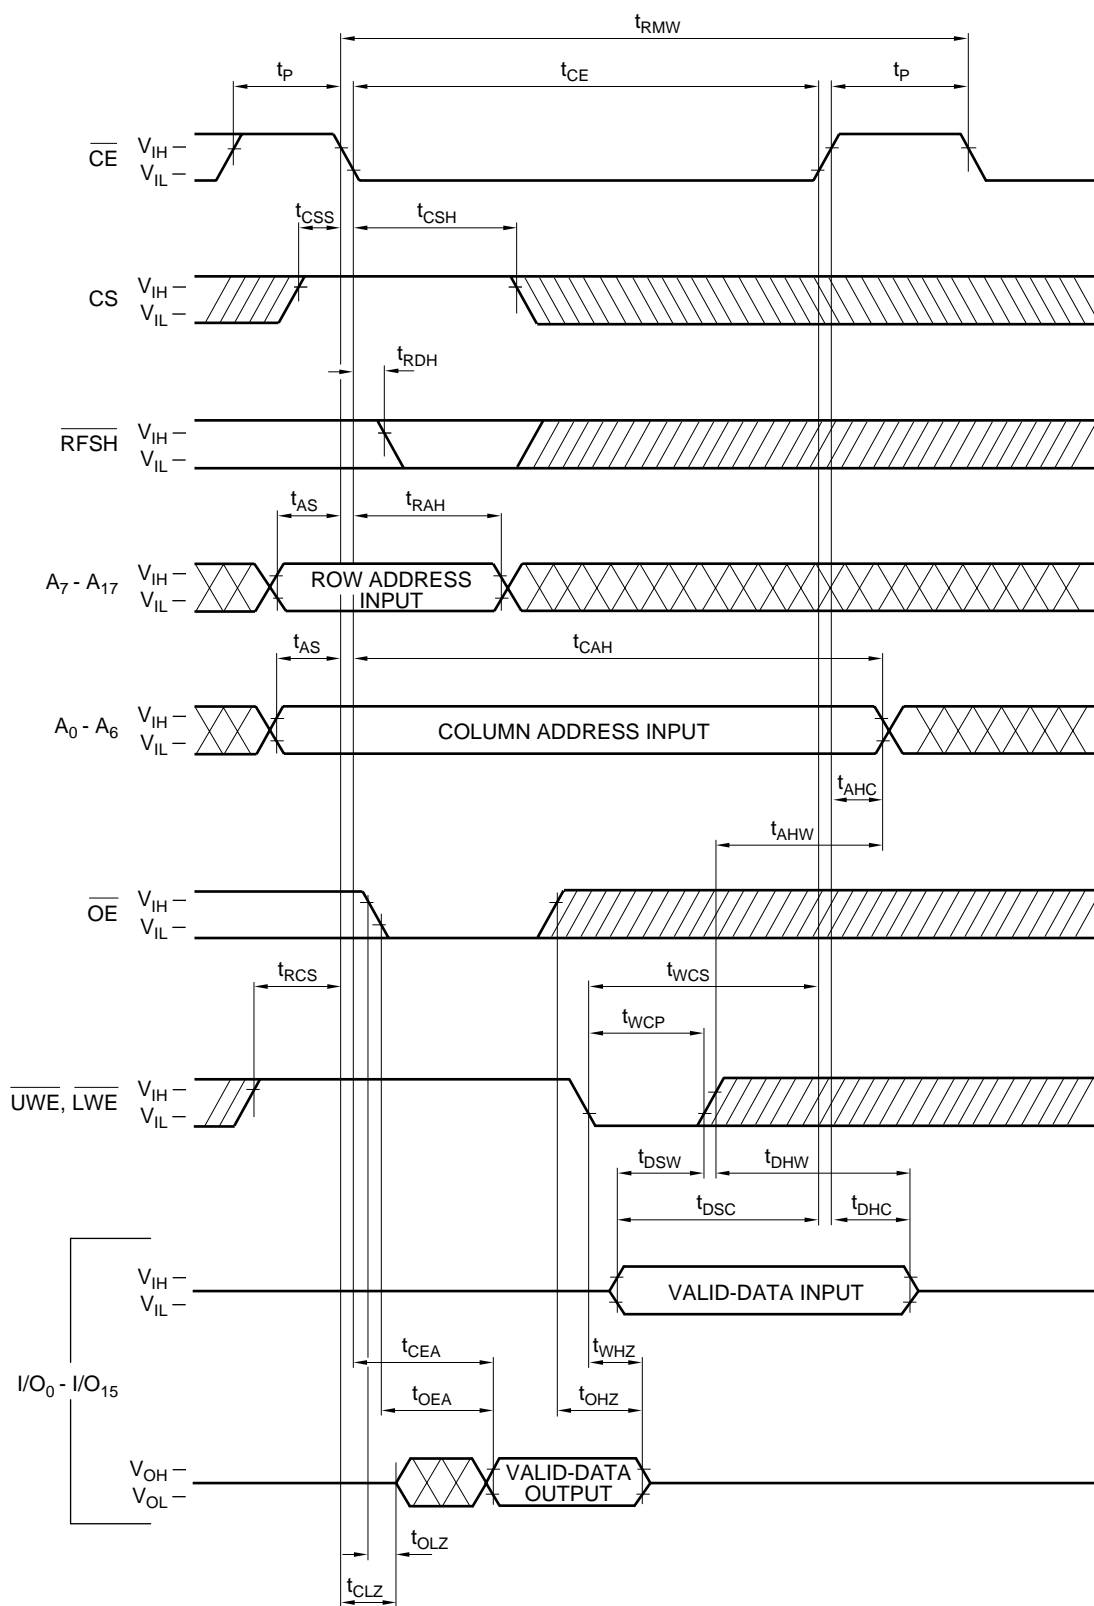 tRMW
tP tCE tP
CE VIH
VIL
tCSS tCSH
CS VIH
VIL
tRDH
RFSH VIH
VIL
tAS tRAH
A7 - A17 VIH
VIL
ROW ADDRESS
INPUT
tAS tCAH
A0 - A6 VIH
VIL
COLUMN ADDRESS INPUT
tAHC
tAHW
OE VIH
VIL
tRCS tWCS
tWCP
UWE, LWE VIH
VIL
tDSW tDHW
tDSC tDHC
VIH
VIL
VALID-DATA INPUT
tCEA tWHZ
I/O0 - I/O15
tOEA tOHZ
VOH
VOL
VALID-DATA
OUTPUT
tOLZ
tCLZ